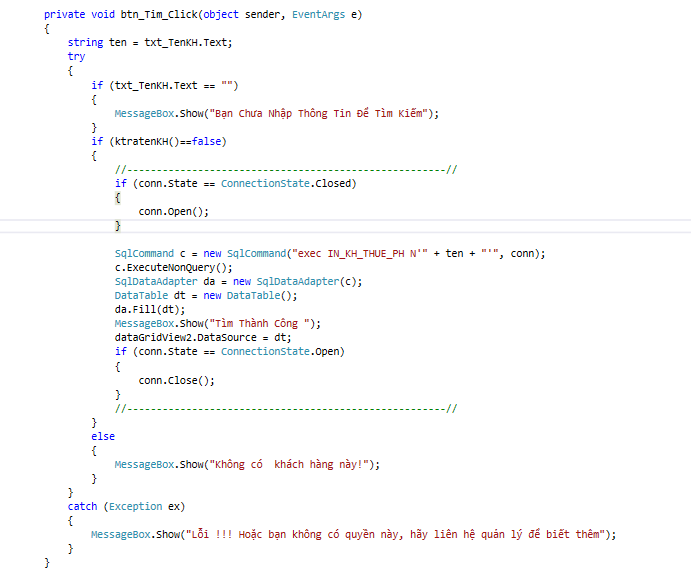 private void btn_Tim_Click(object sender, EventArgs e)
{
string ten = txt_TenKH.Text;
try
{
if (txt_TenKH.Text == "")
{
MessageBox.Show("Bạn Chưa Nhập Thông Tin Để Tìm Kiếm");
}
if (ktratenKH()==false)
{
//------------------------------------------------------//
if (conn.State == ConnectionState.Closed)
{
conn.Open();
}
SqlCommand c = new SqlCommand("exec IN_KH_THUE_PH N'" + ten + "'", conn);
c.ExecuteNonQuery();
SqlDataAdapter da = new SqlDataAdapter(c);
DataTable dt = new DataTable();
da.Fill(dt);
MessageBox.Show("Tìm Thành Công ");
dataGridView2.DataSource = dt;
if (conn.State == ConnectionState.Open)
{
conn.Close();
}
//------------------------------------------------------//
}
else
{
MessageBox.Show("Không có  khách hàng này!");
}
}
catch (Exception ex)
{
MessageBox.Show("Lỗi !!! Hoặc bạn không có quyền này, hãy liên hệ quản lý để biết thêm");
}
}